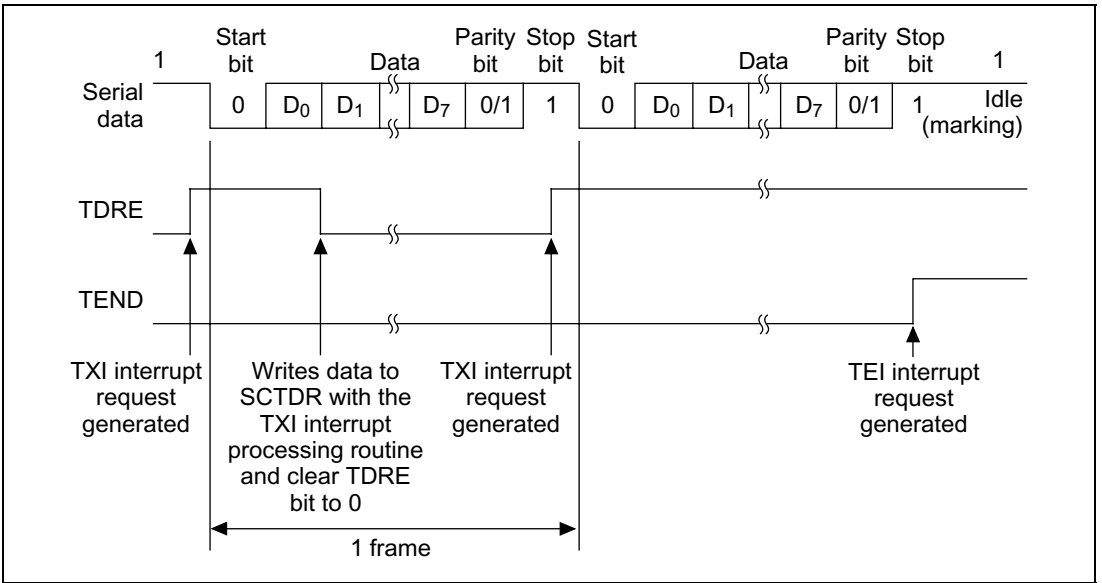 Start bit
Parity bit
Stop bit
Start bit
Parity bit
Stop bit
1
Data
Data
1
Serial data
0
D0
D1
D7
0/1
1
0
D0
D1
D7
0/1
1
Idle (marking)
TDRE
TEND
TXI interrupt
request
generated
Writes data to
SCTDR with the
TXI interrupt
processing routine
and clear TDRE
bit to 0
TXI interrupt
request
generated
TEI interrupt
request
generated
1 frame